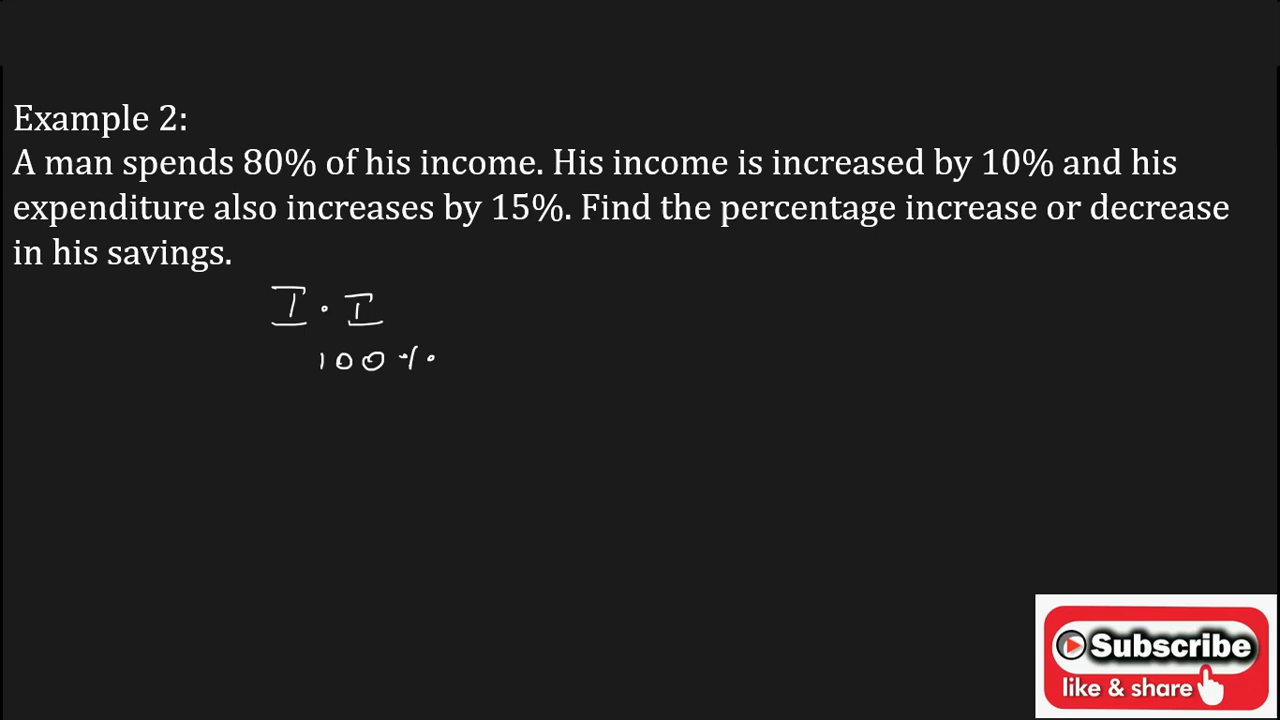 Example 2:
A man spends 80% of his income. His income is increased by 10% and his
expenditure also increases by 15%. Find the percentage increase or decrease
in his savings.
I . I
100 %
Subscribe
like & share